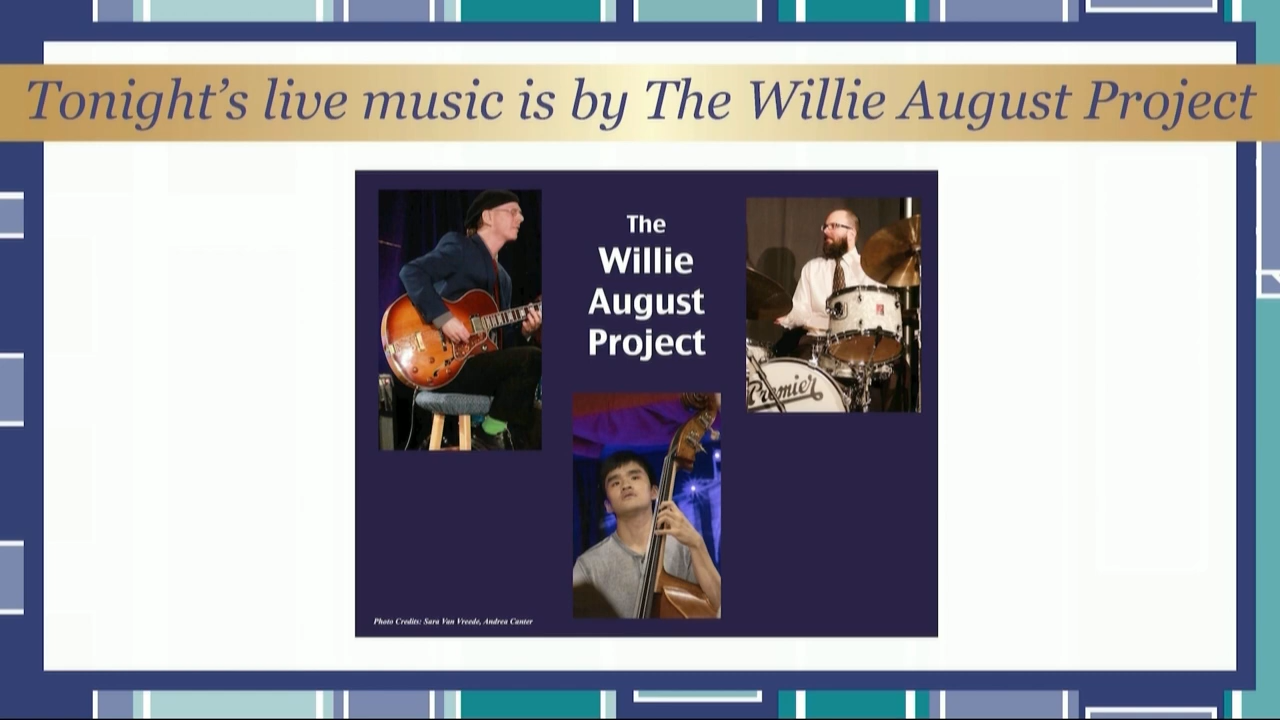 Tonight’s live music is by The Willie August Project
The
Willie
August
Project
Premier
Photo Credits: Sara Van Vreede, Andrea Canter